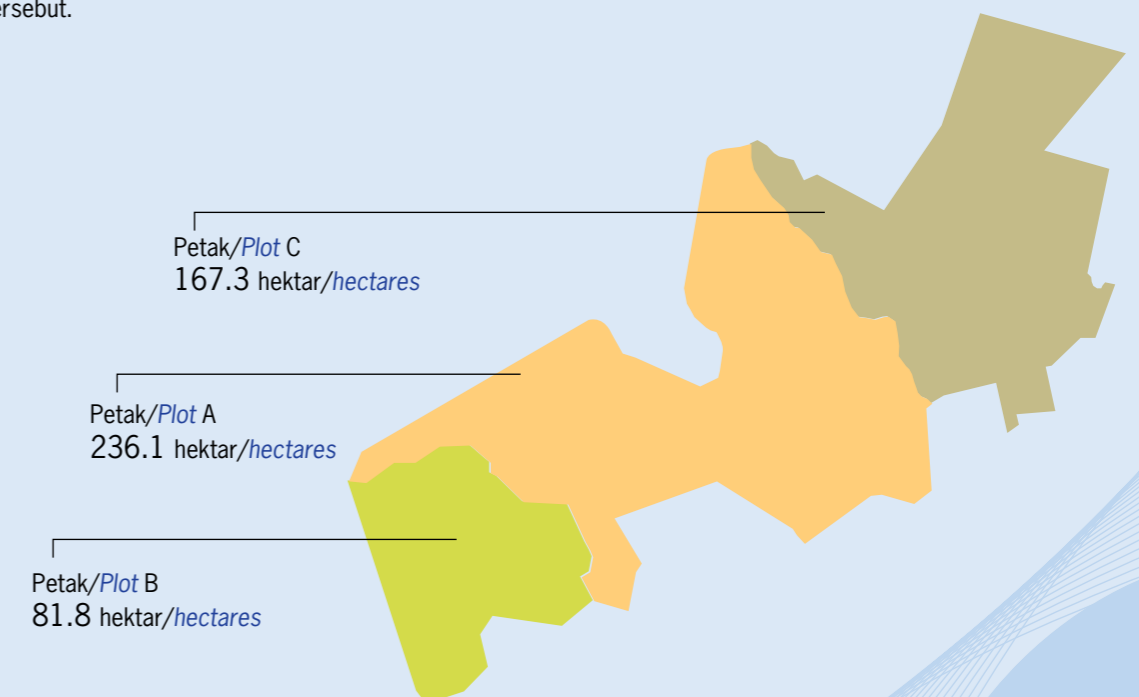 ersebut.
Petak/Plot C
167.3 hektar/hectares
Petak/Plot A
236.1 hektar/hectares
Petak/Plot B
81.8 hektar/hectares